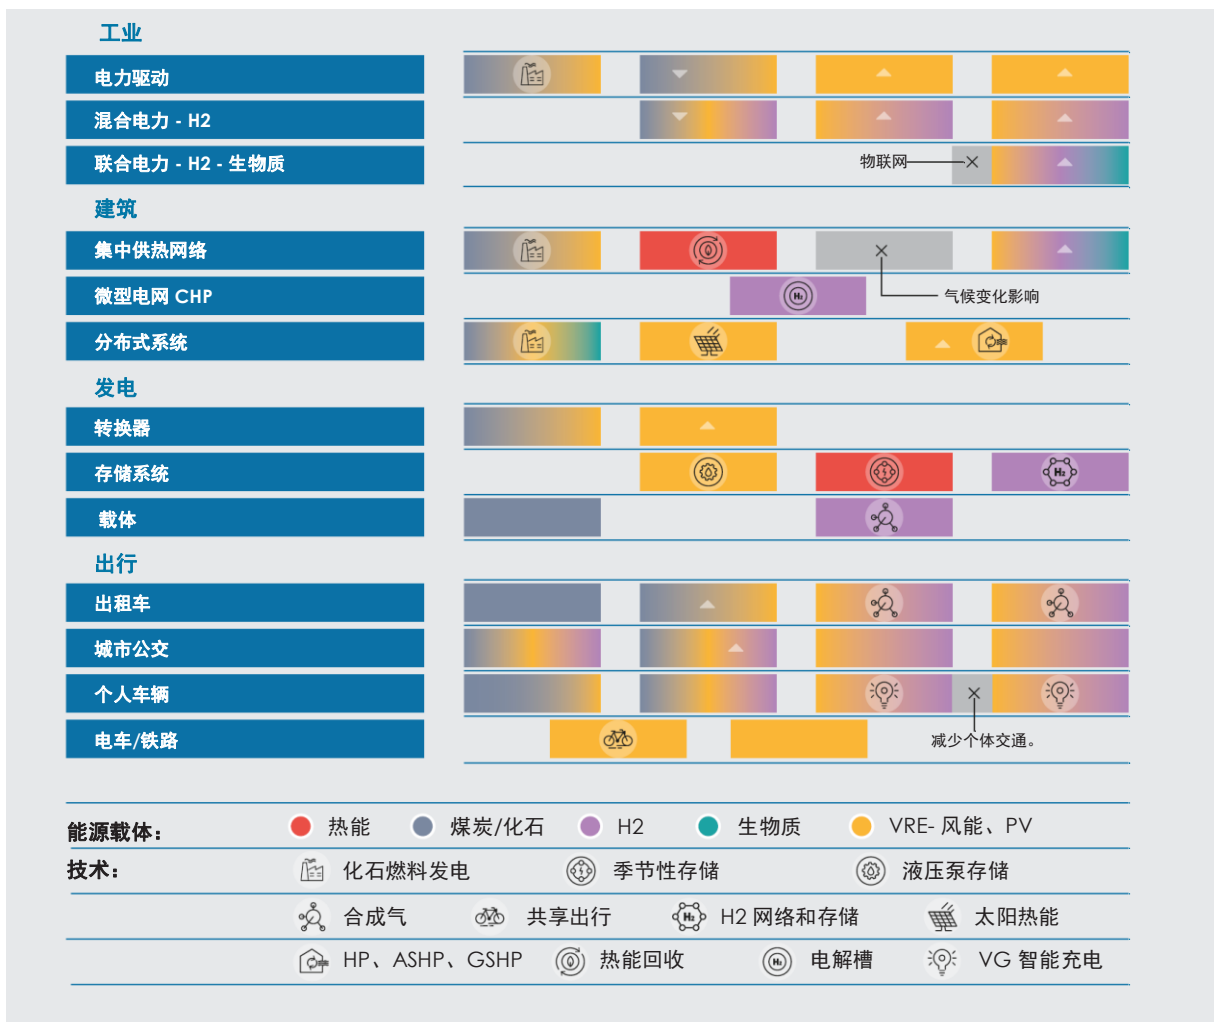 工业
电力驱动
混合电力 - H2
联合电力 - H2 - 生物质
物联网
建筑
集中供热网络
微型电网 CHP
气候变化影响
分布式系统
发电
转换器
存储系统
载体
出行
出租车
城市公交
个人车辆
电车/铁路
减少个体交通。
能源载体： 热能 煤炭/化石 H2 生物质 VRE- 风能、PV
技术： 化石燃料发电 季节性存储 液压泵存储
合成气 共享出行 H2 网络和存储 太阳热能
HP、ASHP、GSHP 热能回收 电解槽 VG 智能充电